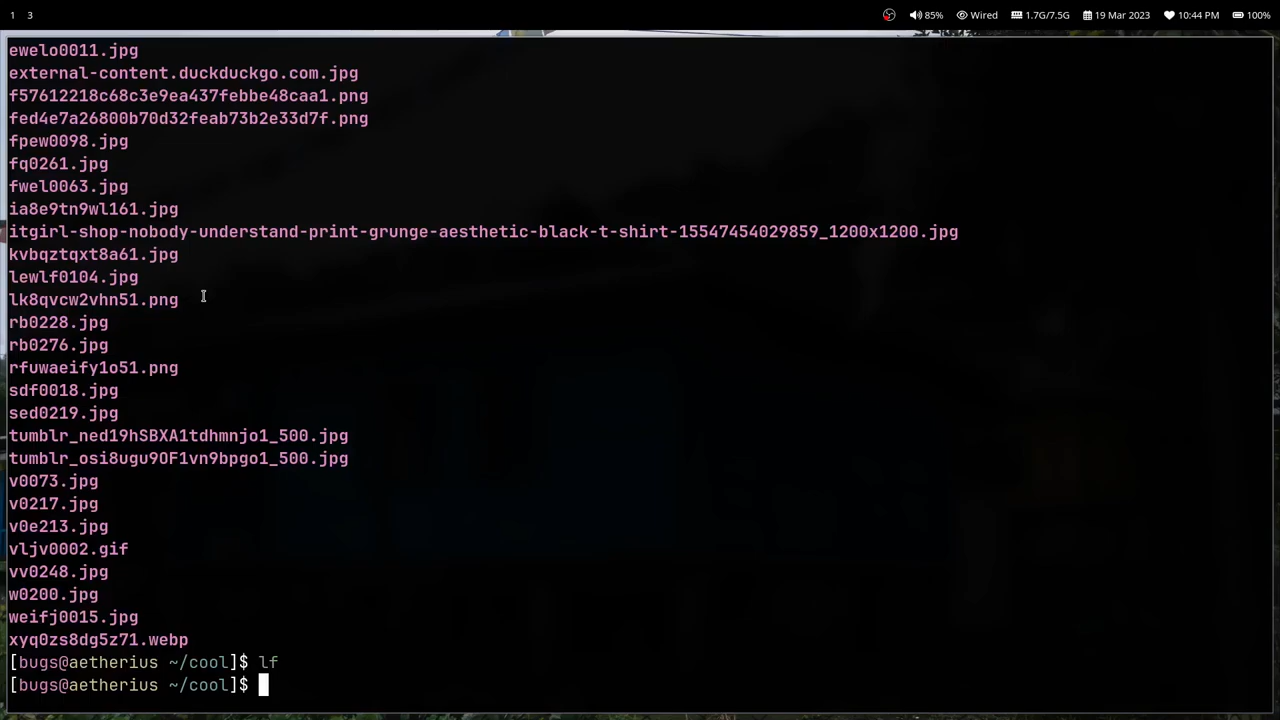 1 3 85% Wired 1.7G/7.5G 19 Mar 2023 10:44 PM 100%
ewelo0011.jpg
external-content.duckduckgo.com.jpg
f57612218c68c3e9ea437febbe48caa1.png
fed4e7a26800b70d32feab73b2e33d7f.png
fpew0098.jpg
fq0261.jpg
fwel0063.jpg
ia8e9tn9wl161.jpg
itgirl-shop-nobody-understand-print-grunge-aesthetic-black-t-shirt-15547454029859_1200x1200.jpg
kvbqztqxt8a61.jpg
lewlf0104.jpg
lk8qvcw2vhn51.png
rb0228.jpg
rb0276.jpg
rfuwaeify1o51.png
sdf0018.jpg
sed0219.jpg
tumblr_ned19hSBXA1tdhmnjo1_500.jpg
tumblr_osi8ugu9OF1vn9bpgo1_500.jpg
v0073.jpg
v0217.jpg
v0e213.jpg
vljv0002.gif
vv0248.jpg
w0200.jpg
weifj0015.jpg
xyq0zs8dg5z71.webp
[bugs@aetherius ~/cool]$ lf
[bugs@aetherius ~/cool]$